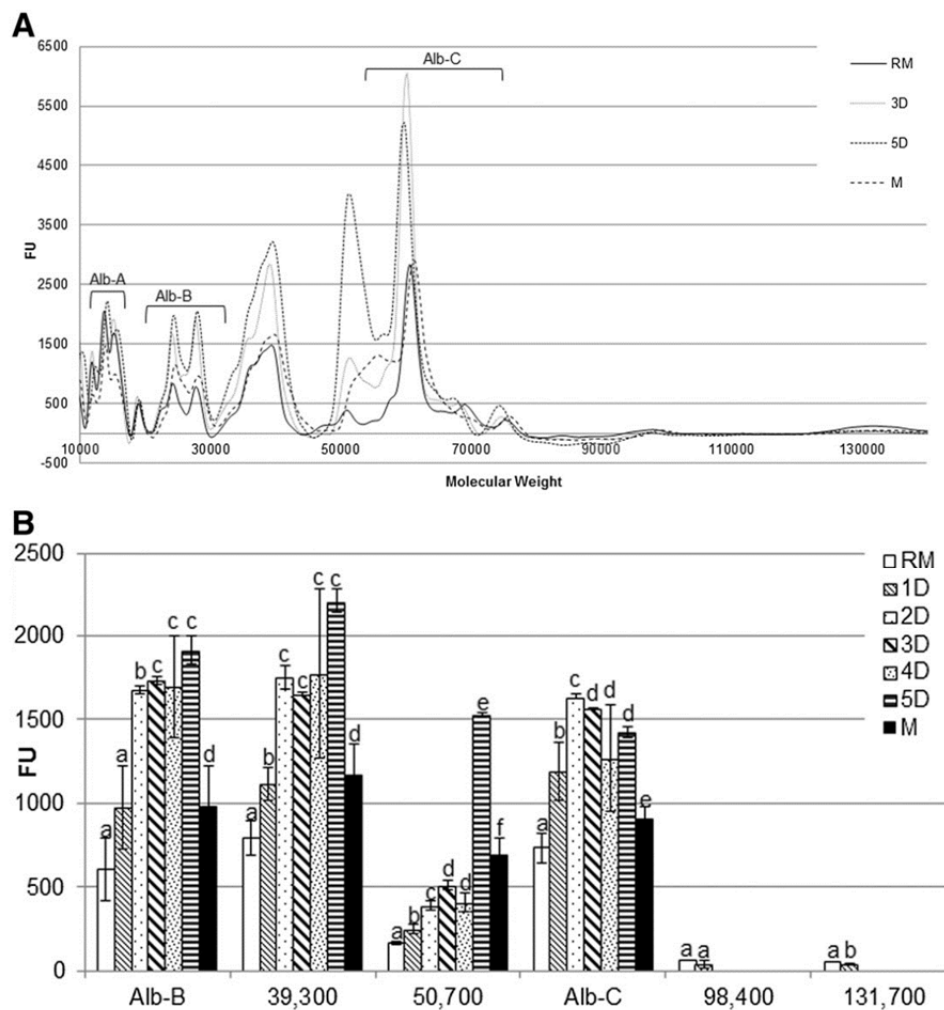 A
6500
5500
4500
3500
2500
1500
500
-500
FU
Alb-A
Alb-B
Alb-C
RM
3D
5D
M
10000 30000 50000 70000 90000 110000 130000
Molecular Weight
B
2500
2000
1500
1000
500
0
FU
RM
1D
2D
3D
4D
5D
M
a a b c c c d
a b c c c c d
a b c d d e f
a b c d d d e
a a
a b
Alb-B 39,300 50,700 Alb-C 98,400 131,700